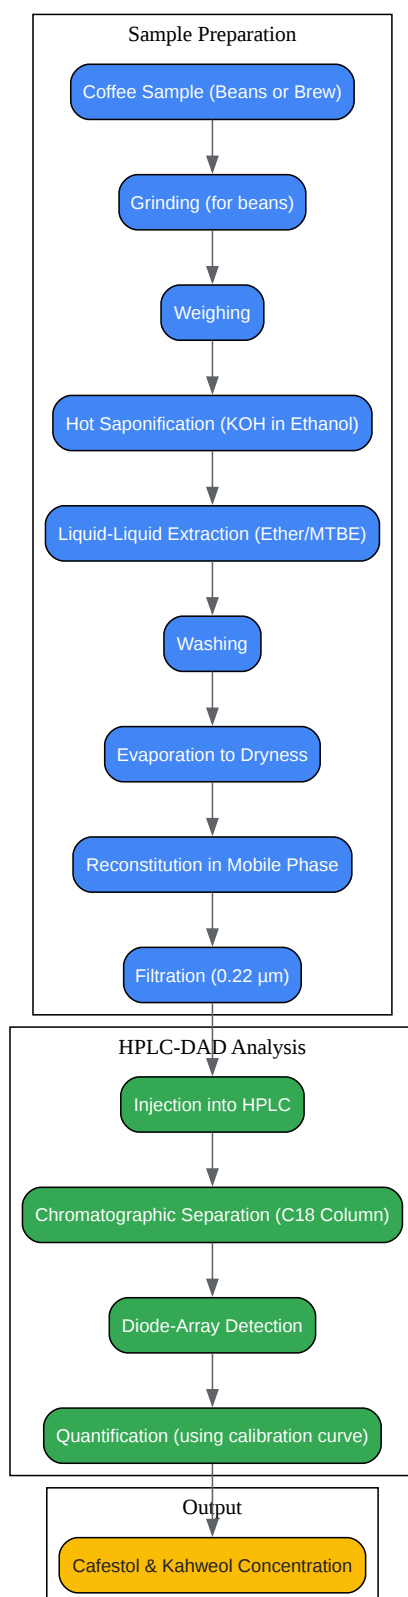 Sample Preparation
Coffee Sample (Beans or Brew)
Grinding (for beans)
Weighing
Hot Saponification (KOH in Ethanol)
Liquid-Liquid Extraction (Ether/MTBE)
Washing
Evaporation to Dryness
Reconstitution in Mobile Phase
Filtration (0.22 µm)
HPLC-DAD Analysis
Injection into HPLC
Chromatographic Separation (C18 Column)
Diode-Array Detection
Quantification (using calibration curve)
Output
Cafestol & Kahweol Concentration